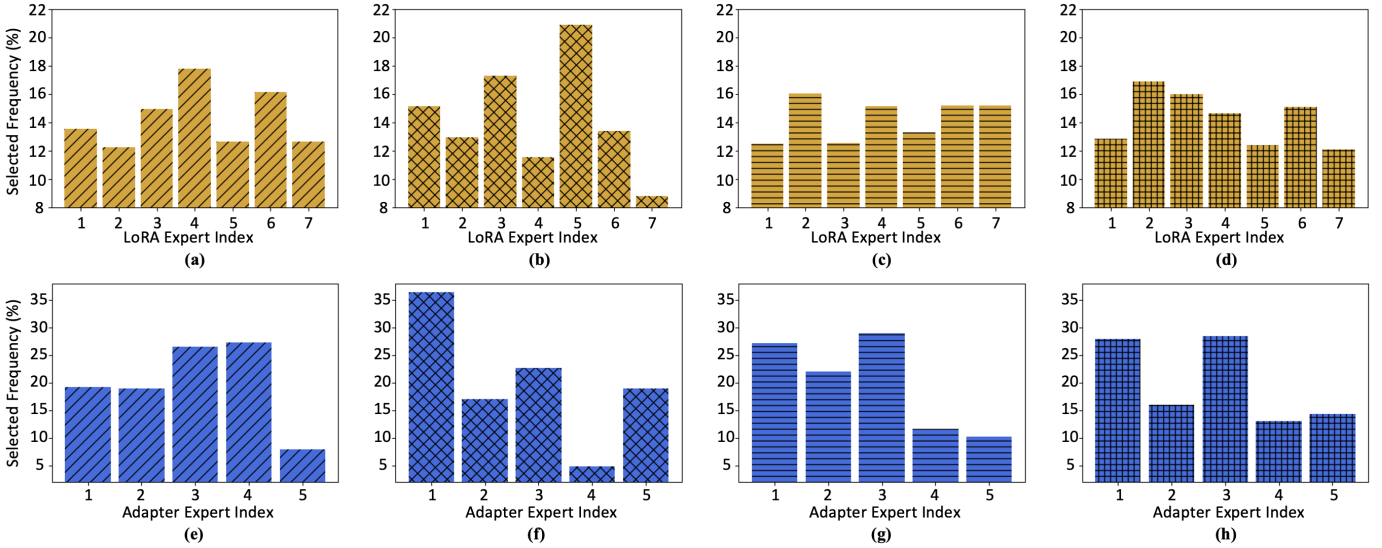 Selected Frequency (%)
22
20
18
16
14
12
10
8
1 2 3 4 5 6 7
LoRA Expert Index
(a)
22
20
18
16
14
12
10
8
1 2 3 4 5 6 7
LoRA Expert Index
(b)
22
20
18
16
14
12
10
8
1 2 3 4 5 6 7
LoRA Expert Index
(c)
22
20
18
16
14
12
10
8
1 2 3 4 5 6 7
LoRA Expert Index
(d)
Selected Frequency (%)
35
30
25
20
15
10
5
1 2 3 4 5
Adapter Expert Index
(e)
35
30
25
20
15
10
5
1 2 3 4 5
Adapter Expert Index
(f)
35
30
25
20
15
10
5
1 2 3 4 5
Adapter Expert Index
(g)
35
30
25
20
15
10
5
1 2 3 4 5
Adapter Expert Index
(h)